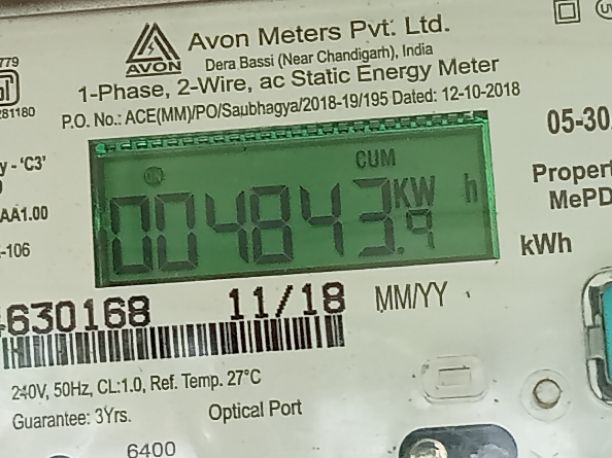 Avon Meters Pvt. Ltd.
AVON
Dera Bassi (Near Chandigarh), India
1-Phase, 2-Wire, ac Static Energy Meter
P.O. No.: ACE(MM)/PO/Saubhagya/2018-19/195 Dated: 12-10-2018
779
281180
y - 'C3'
AA1.00
-106
CUM
004843.9 KW h
05-30
Propert
MePD
kWh
630168 11/18 MM/YY
240V, 50Hz, CL:1.0, Ref. Temp. 27°C
Guarantee: 3Yrs. Optical Port
6400